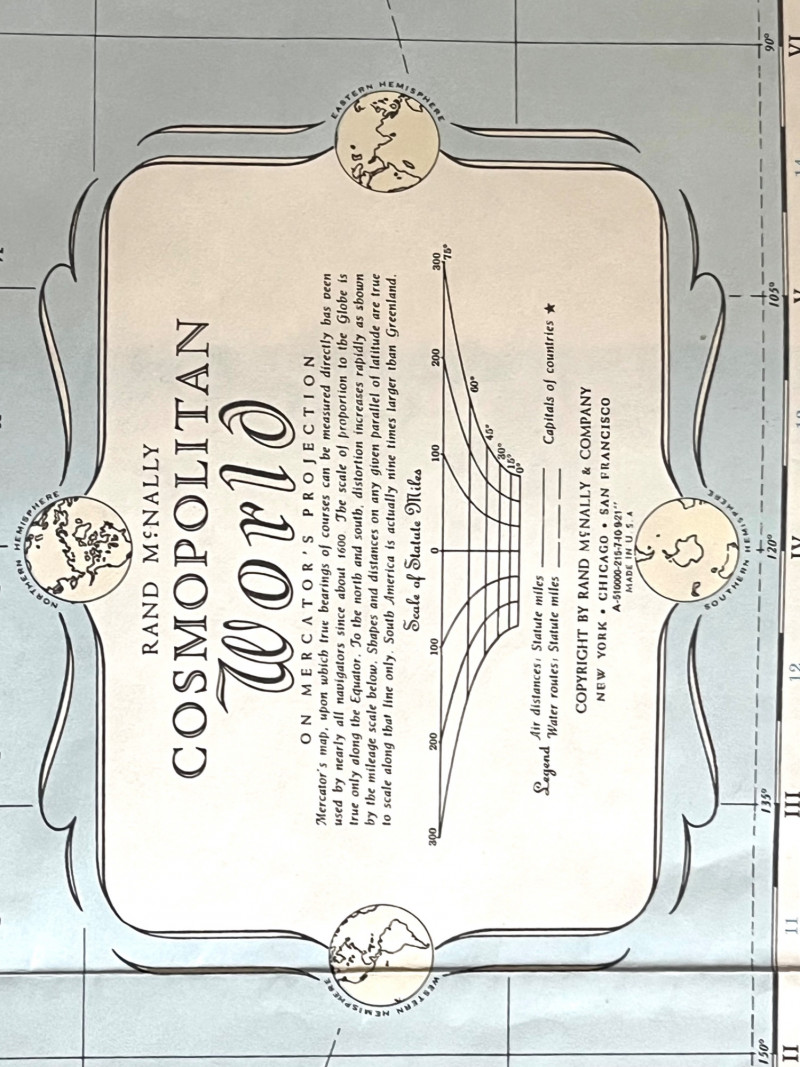 NORTHERN HEMISPHERE
RAND MᶜNALLY
COSMOPOLITAN
World
ON MERCATOR'S PROJECTION
Mercator's map, upon which true bearings of courses can be measured directly has been
used by nearly all navigators since about 1600. The scale of proportion to the Globe is
true only along the Equator. To the north and south, distortion increases rapidly as shown
by the mileage scale below. Shapes and distances on any given parallel of latitude are true
to scale along that line only. South America is actually nine times larger than Greenland.
WESTERN HEMISPHERE
EASTERN HEMISPHERE
Scale of Statute Miles
300 200 100 0 100 200 300
75°
60°
45°
30°
15°
0°
Legend Air distances: Statute miles Capitals of countries ★
Water routes: Statute miles
COPYRIGHT BY RAND MᶜNALLY & COMPANY
NEW YORK • CHICAGO • SAN FRANCISCO
A-510000-215-7-10-9-21''
MADE IN U.S.A
SOUTHERN HEMISPHERE
150° 135° 120° 105° 90°
II III IV V VI
11 12 13 14